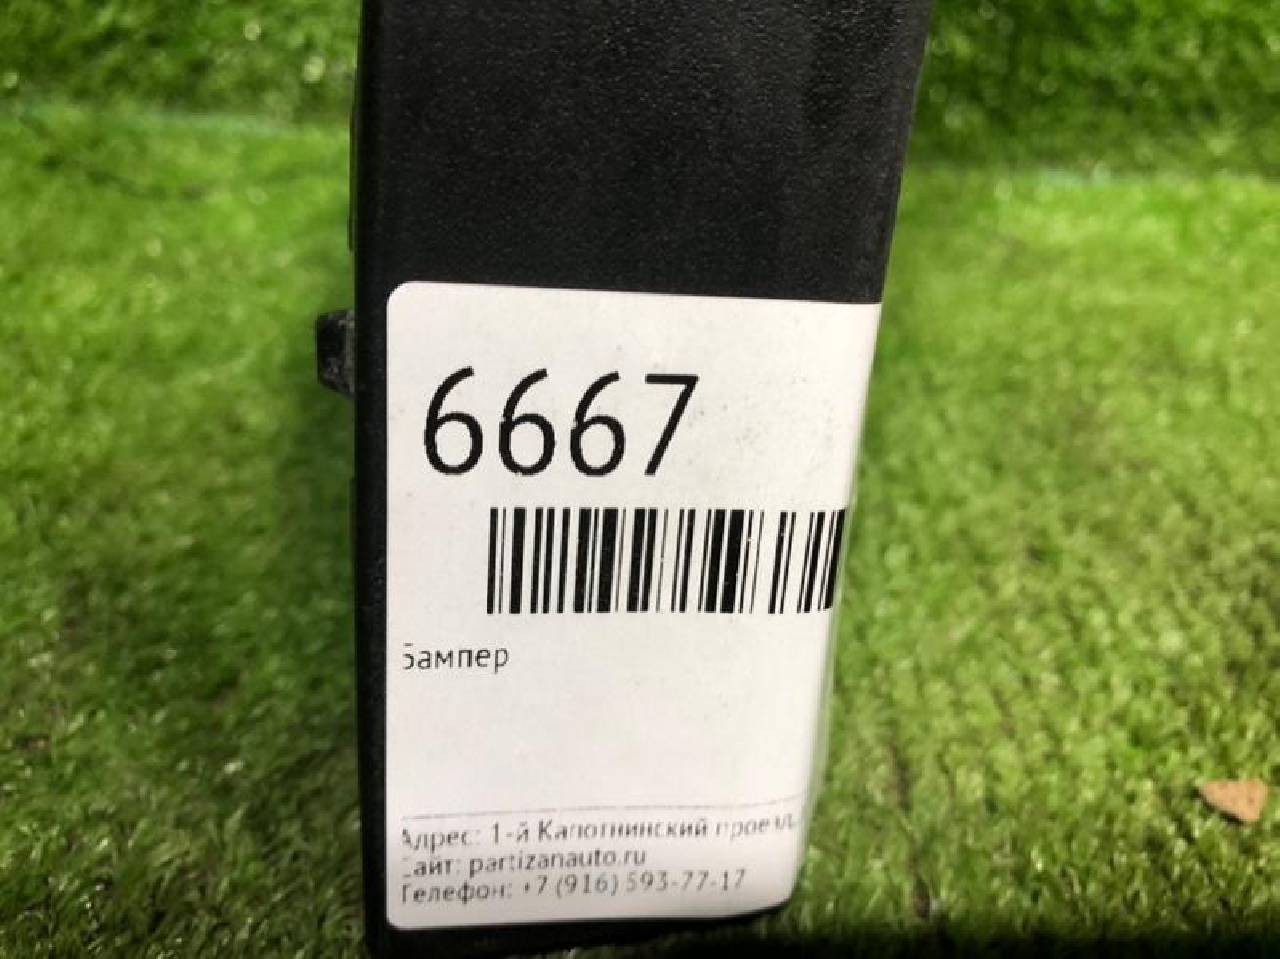 6667
Бампер
Адрес: 1-й Капотнинский проезд
Сайт: partizanauto.ru
Телефон: +7 (916) 593-77-17